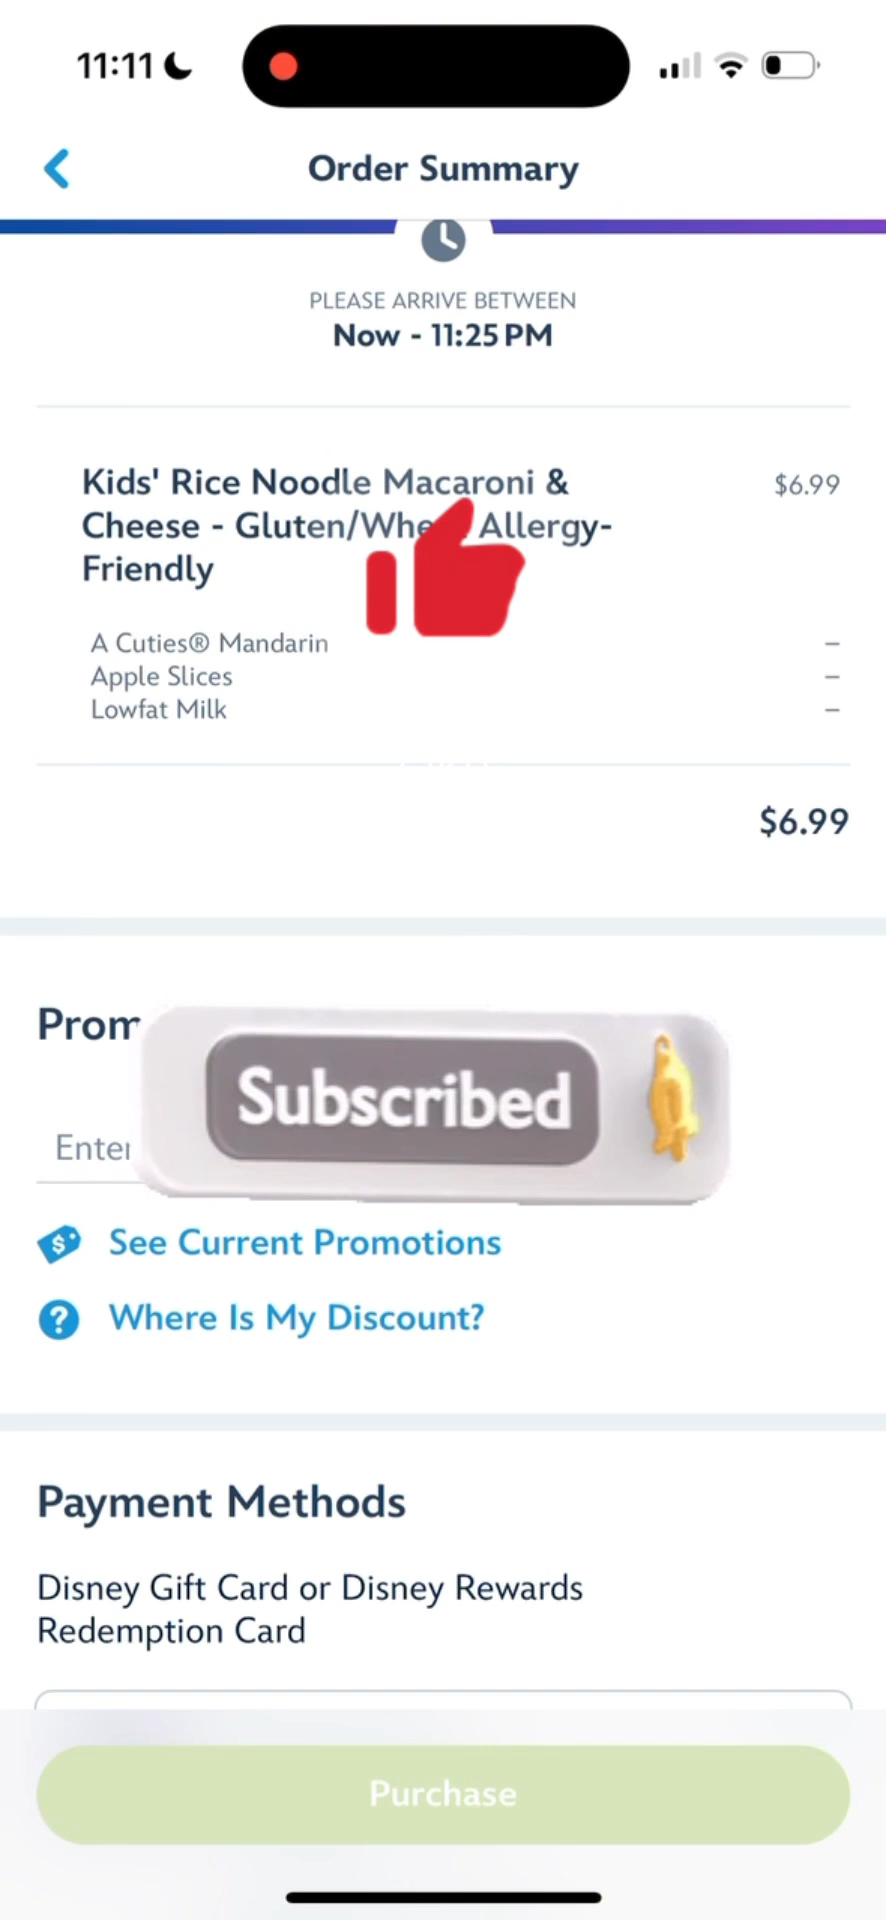 11:11
Order Summary
PLEASE ARRIVE BETWEEN
Now - 11:25 PM
Kids' Rice Noodle Macaroni & $6.99
Cheese - Gluten/Whe Allergy-
Friendly
A Cuties® Mandarin –
Apple Slices –
Lowfat Milk –
$6.99
Prom
Subscribed
Enter
See Current Promotions
Where Is My Discount?
Payment Methods
Disney Gift Card or Disney Rewards
Redemption Card
Purchase